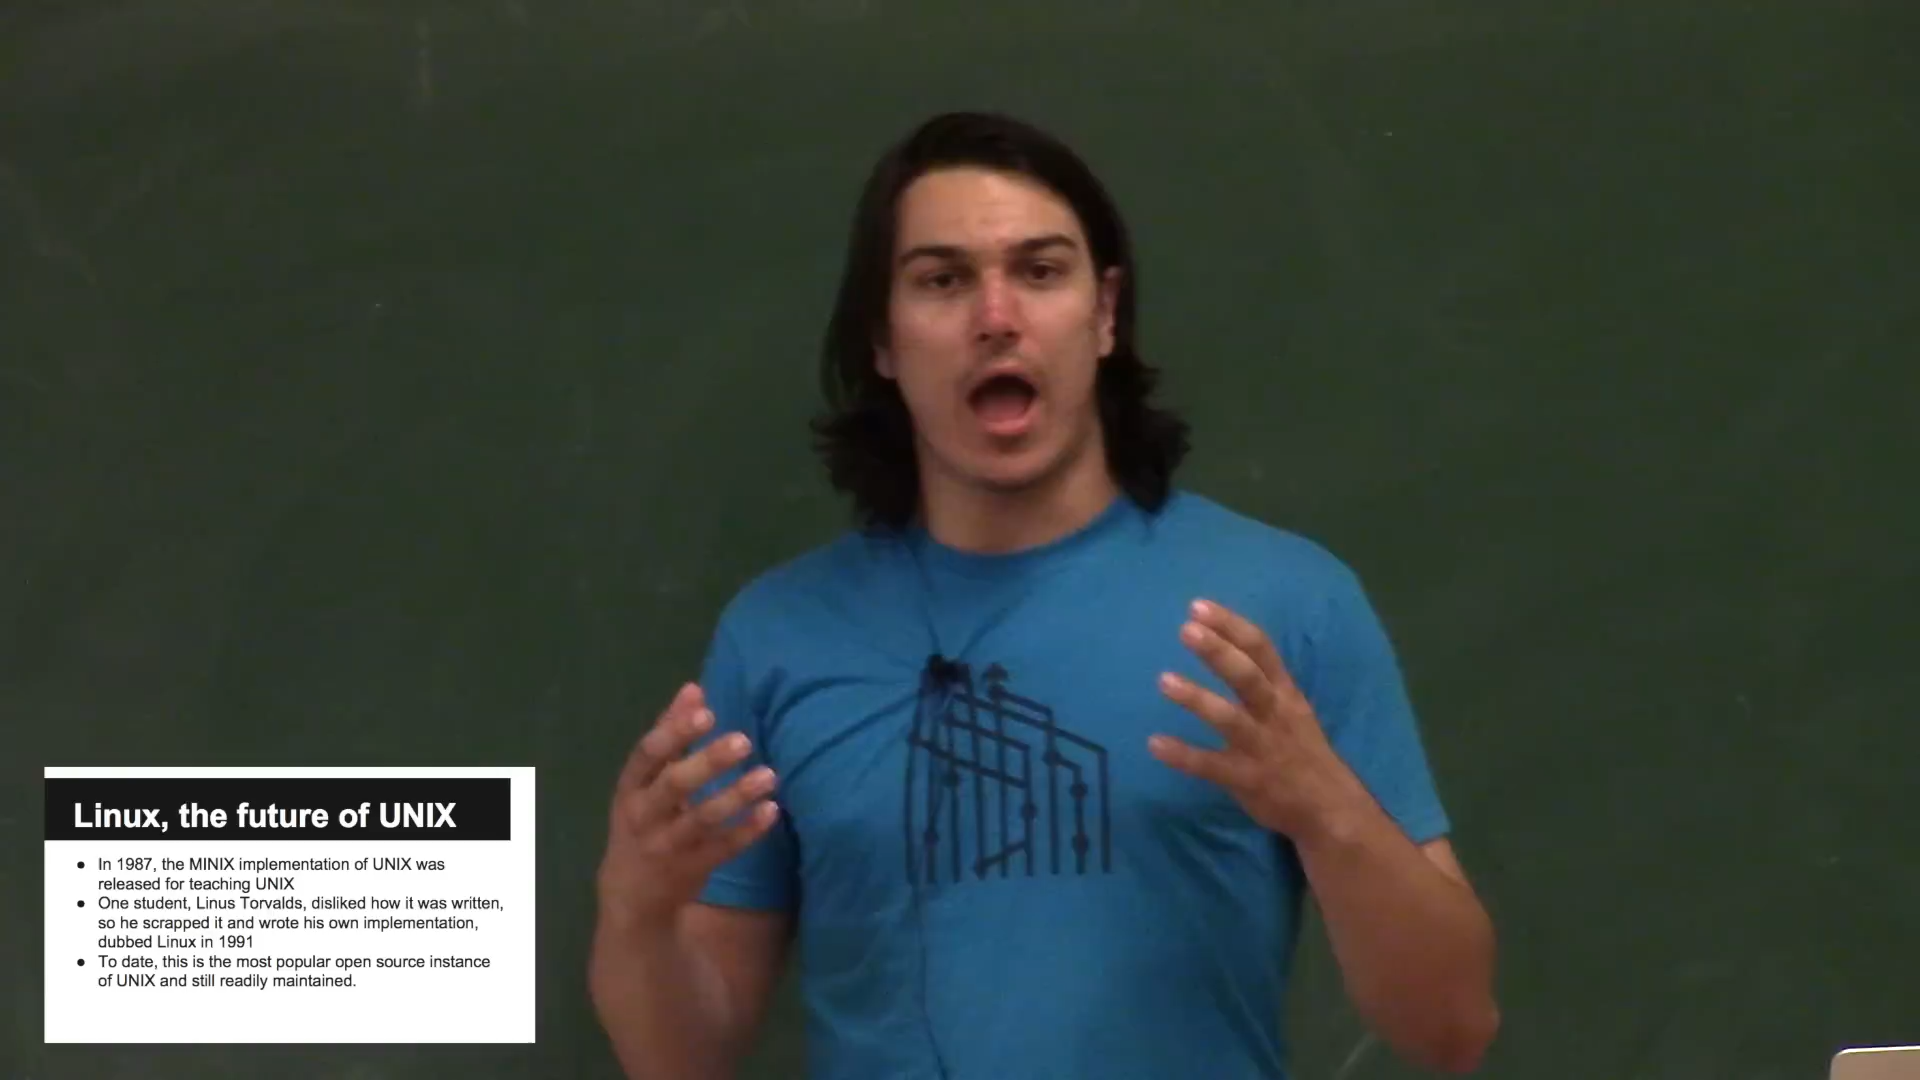 Linux, the future of UNIX
● In 1987, the MINIX implementation of UNIX was
released for teaching UNIX
● One student, Linus Torvalds, disliked how it was written,
so he scrapped it and wrote his own implementation,
dubbed Linux in 1991
● To date, this is the most popular open source instance
of UNIX and still readily maintained.